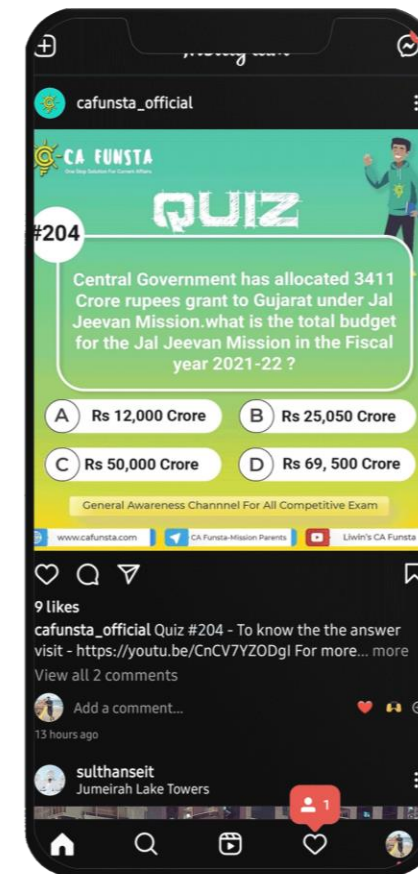 cafunsta_official
CA FUNSTA
One Stop Solution For Current Affairs
QUIZ
#204
Central Government has allocated 3411
Crore rupees grant to Gujarat under Jal
Jeevan Mission.what is the total budget
for the Jal Jeevan Mission in the Fiscal
year 2021-22 ?
A Rs 12,000 Crore
B Rs 25,050 Crore
C Rs 50,000 Crore
D Rs 69, 500 Crore
General Awareness Channnel For All Competitive Exam
www.cafunsta.com
CA Funsta-Mission Parents
Liwin's CA Funsta
9 likes
cafunsta_official Quiz #204 - To know the the answer
visit - https://youtu.be/CnCV7YZODgI For more... more
View all 2 comments
Add a comment...
13 hours ago
sulthanseit
Jumeirah Lake Towers
1